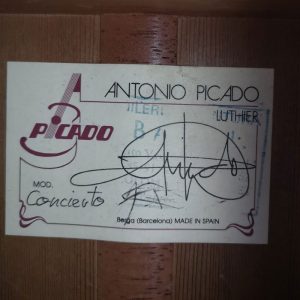 ANTONIO PICADO
LUTHIER
PICADO
MOD.
Concierto
Berga (Barcelona) MADE IN SPAIN